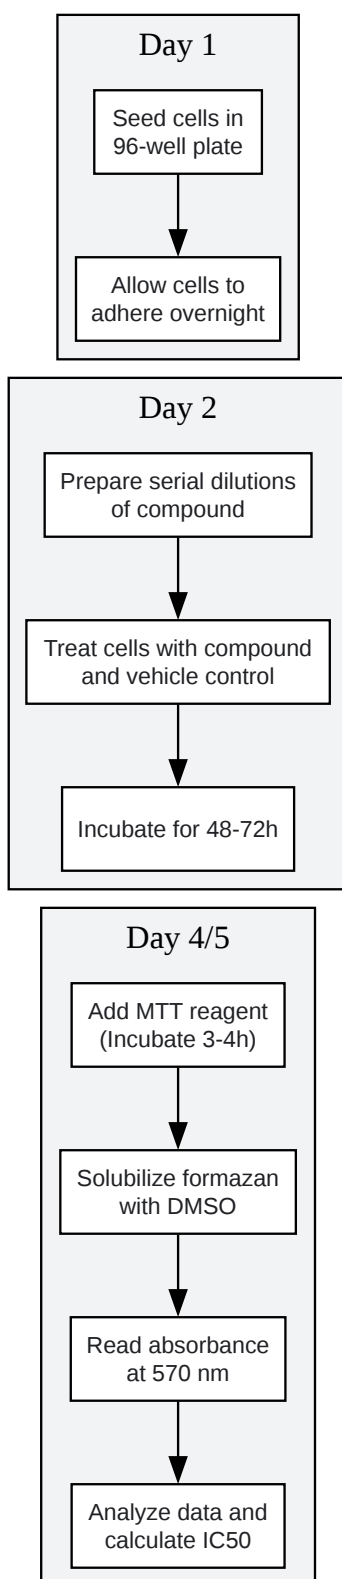 Day 1
Seed cells in
96-well plate
Allow cells to
adhere overnight
Day 2
Prepare serial dilutions
of compound
Treat cells with compound
and vehicle control
Incubate for 48-72h
Day 4/5
Add MTT reagent
(Incubate 3-4h)
Solubilize formazan
with DMSO
Read absorbance
at 570 nm
Analyze data and
calculate IC50